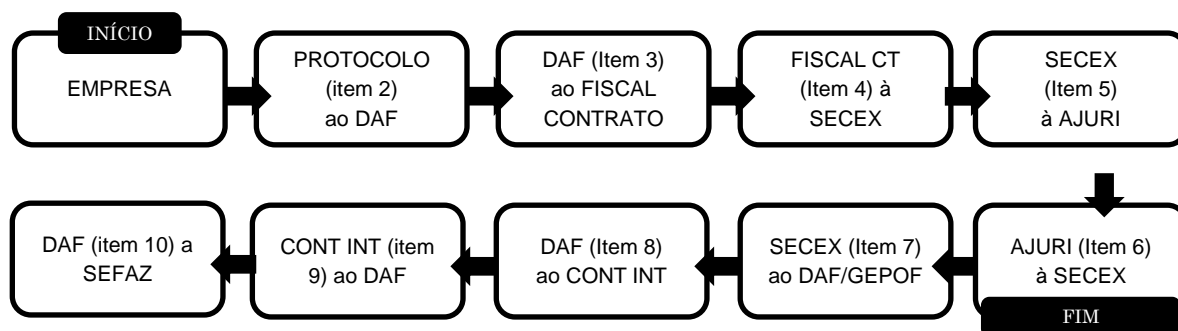 INÍCIO
EMPRESA
PROTOCOLO
(item 2)
ao DAF
DAF (Item 3)
ao FISCAL
CONTRATO
FISCAL CT
(Item 4) à
SECEX
SECEX
(Item 5)
à AJURI
AJURI (Item 6)
à SECEX
FIM
SECEX (Item 7)
ao DAF/GEPOF
DAF (Item 8)
ao CONT INT
CONT INT (item
9) ao DAF
DAF (item 10) a
SEFAZ